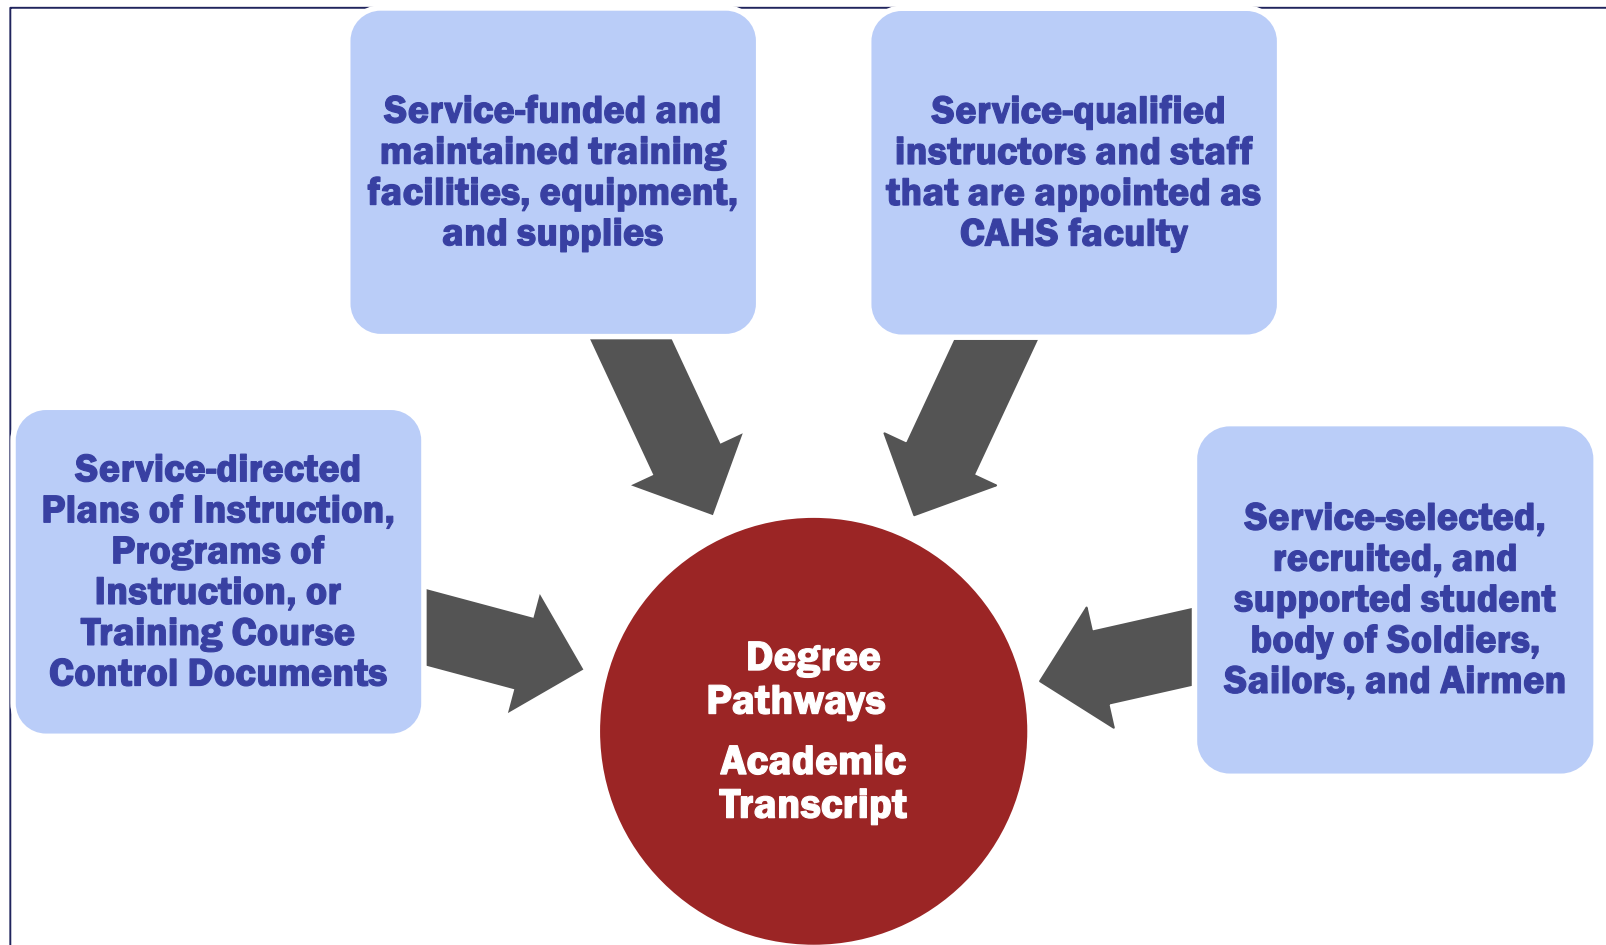 Service-funded and
maintained training
facilities, equipment,
and supplies
Service-qualified
instructors and staff
that are appointed as
CAHS faculty
Service-directed
Plans of Instruction,
Programs of
Instruction, or
Training Course
Control Documents
Service-selected,
recruited, and
supported student
body of Soldiers,
Sailors, and Airmen
Degree
Pathways
Academic
Transcript